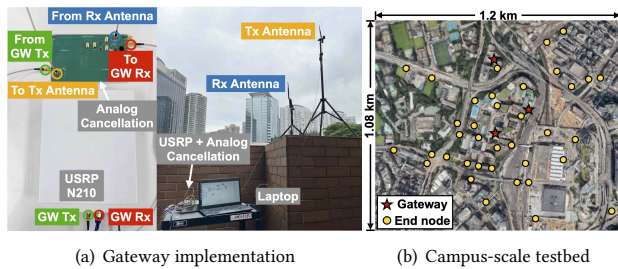 From Rx Antenna
From
GW Tx
To
GW Rx
To Tx Antenna
Analog
Cancellation
USRP
N210
GW Tx
GW Rx
Tx Antenna
Rx Antenna
USRP + Analog
Cancellation
Laptop
(a) Gateway implementation
1.2 km
1.08 km
Gateway
End node
(b) Campus-scale testbed